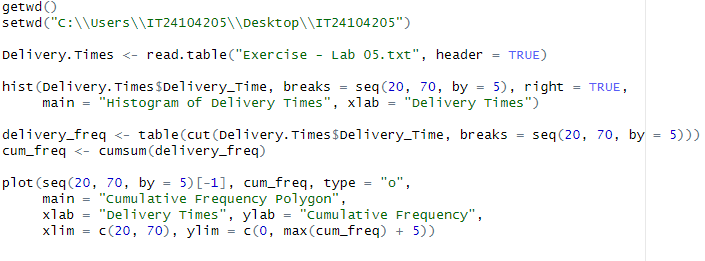 getwd()
setwd("C:\\Users\\IT24104205\\Desktop\\IT24104205")
Delivery.Times <- read.table("Exercise - Lab 05.txt", header = TRUE)
hist(Delivery.Times$Delivery_Time, breaks = seq(20, 70, by = 5), right = TRUE,
     main = "Histogram of Delivery Times", xlab = "Delivery Times")
delivery_freq <- table(cut(Delivery.Times$Delivery_Time, breaks = seq(20, 70, by = 5)))
cum_freq <- cumsum(delivery_freq)
plot(seq(20, 70, by = 5)[-1], cum_freq, type = "o",
     main = "Cumulative Frequency Polygon",
     xlab = "Delivery Times", ylab = "Cumulative Frequency",
     xlim = c(20, 70), ylim = c(0, max(cum_freq) + 5))